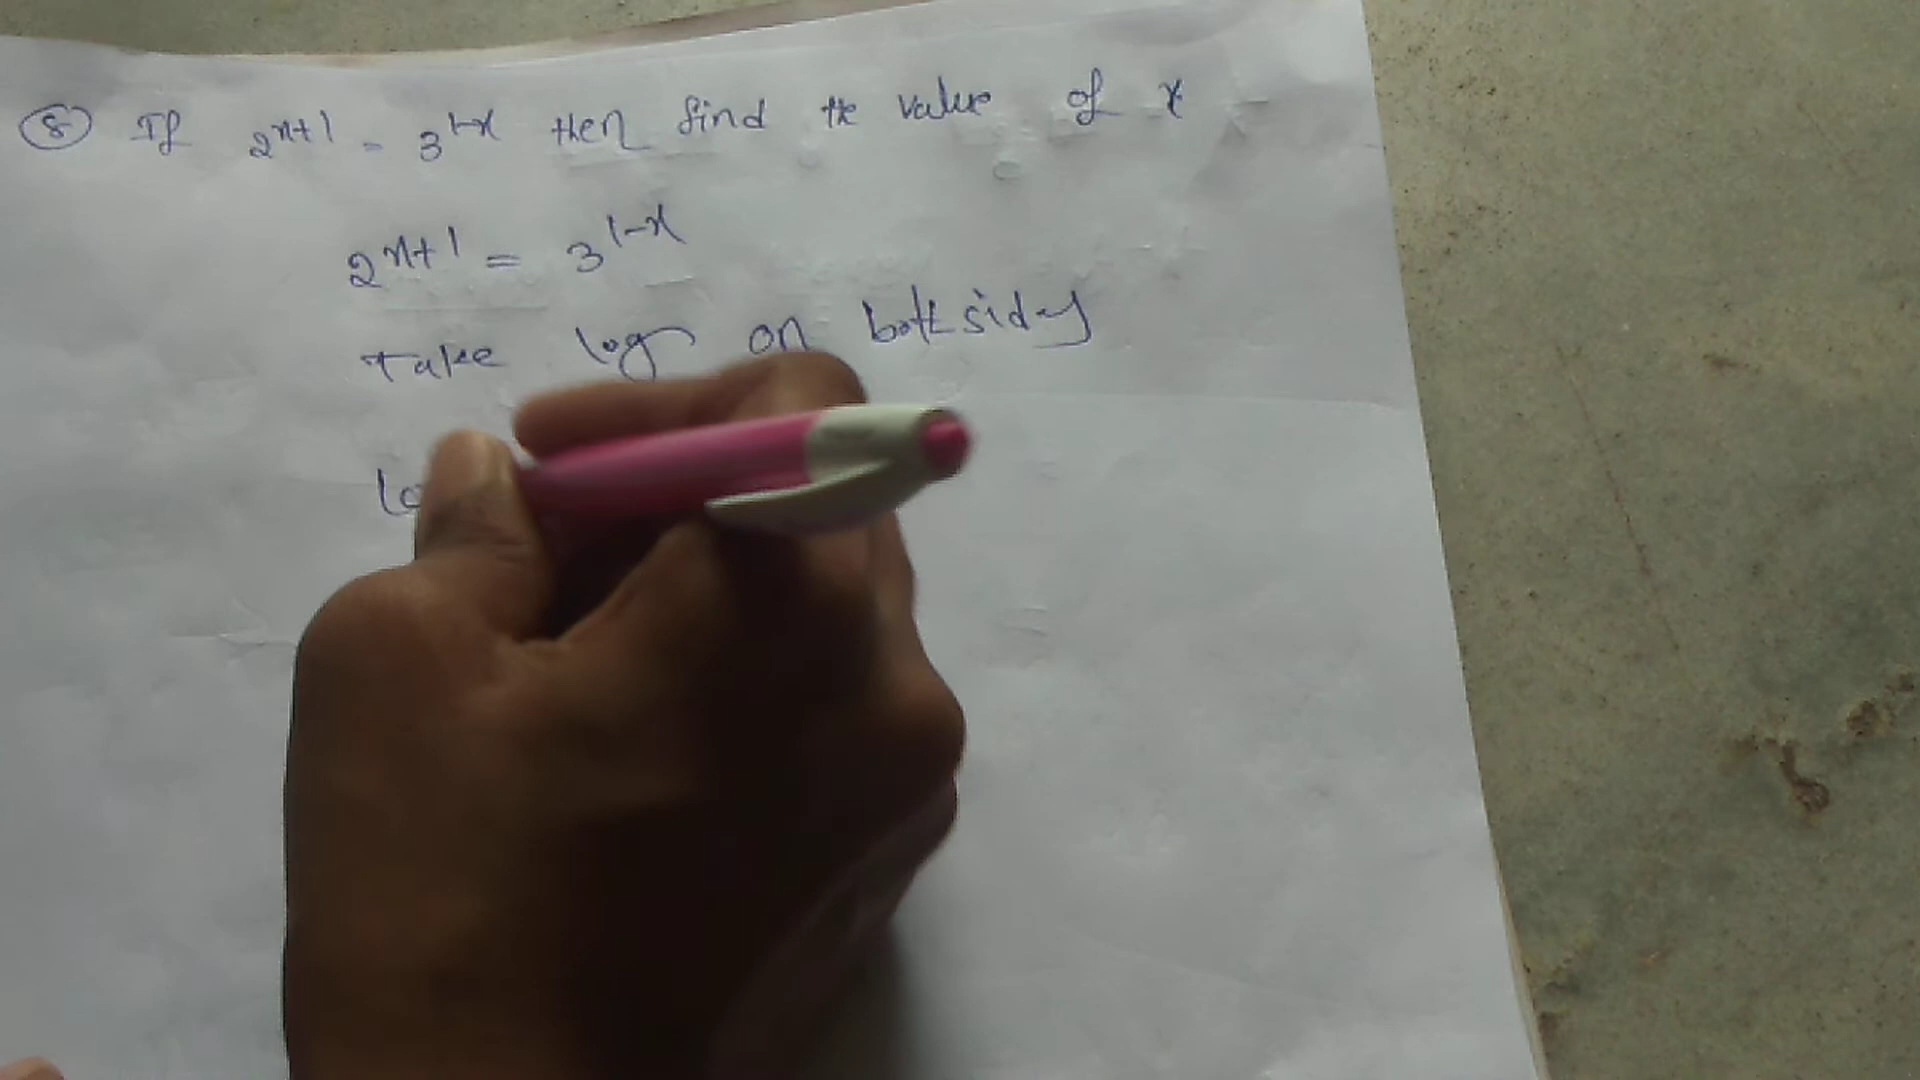 ⑧ If 2^x+1 = 3^1-x then find the value of x
2^x+1 = 3^1-x
Take log on both sides
lo